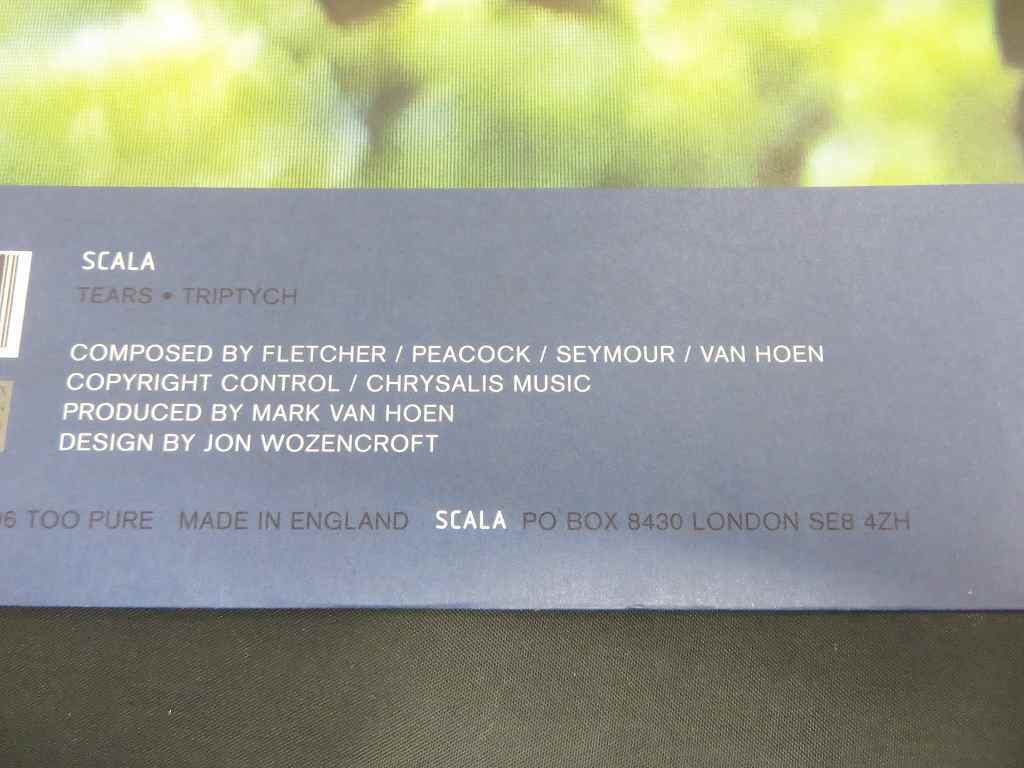 SCALA
TEARS • TRIPTYCH
COMPOSED BY FLETCHER / PEACOCK / SEYMOUR / VAN HOEN
COPYRIGHT CONTROL / CHRYSALIS MUSIC
PRODUCED BY MARK VAN HOEN
DESIGN BY JON WOZENCROFT
6 TOO PURE MADE IN ENGLAND SCALA PO BOX 8430 LONDON SE8 4ZH